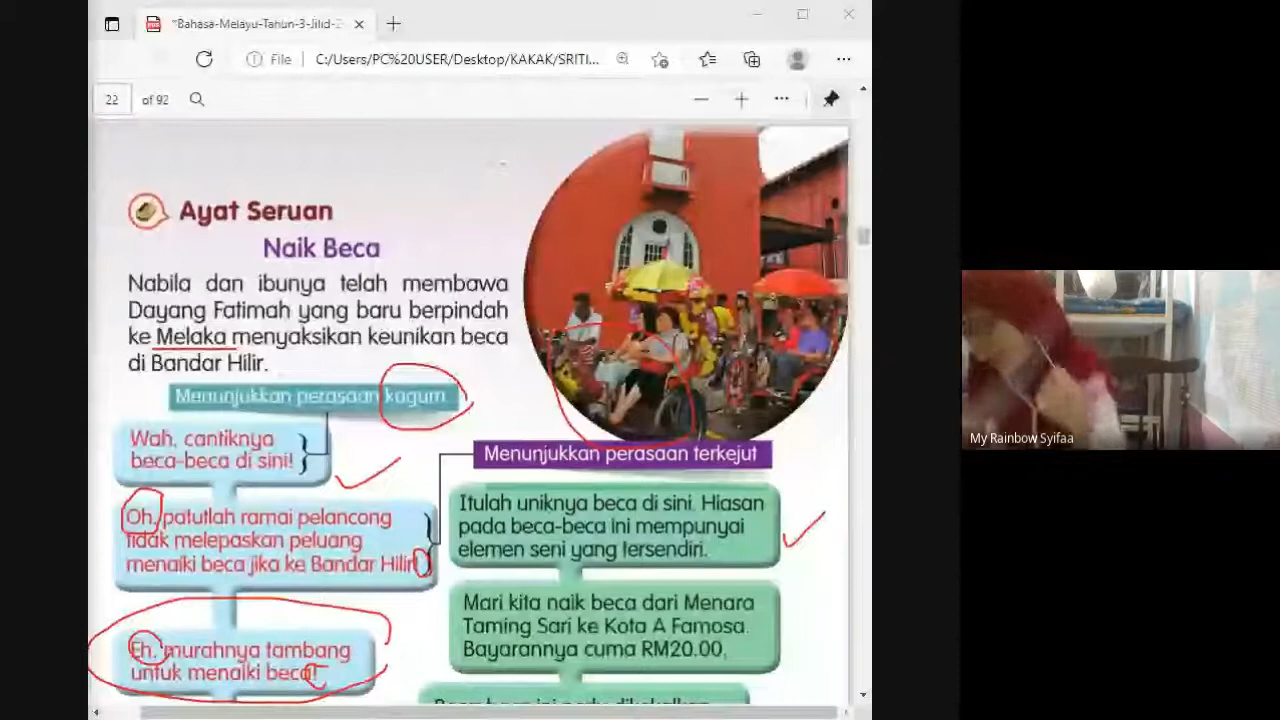 *Bahasa-Melayu-Tahun-3-Jilid-2
File
C:/Users/PC%20USER/Desktop/KAKAK/SRITI...
22 of 92
Ayat Seruan
Naik Beca
Nabila dan ibunya telah membawa
Dayang Fatimah yang baru berpindah
ke Melaka menyaksikan keunikan beca
di Bandar Hilir.
Menunjukkan perasaan kagum
Wah, cantiknya
beca-beca di sini!
Oh, patutlah ramai pelancong
tidak melepaskan peluang
menaiki beca jika ke Bandar Hilir!
Eh, murahnya tambang
untuk menaiki beca!
Menunjukkan perasaan terkejut
Itulah uniknya beca di sini. Hiasan
pada beca-beca ini mempunyai
elemen seni yang tersendiri.
Mari kita naik beca dari Menara
Taming Sari ke Kota A Famosa.
Bayarannya cuma RM20.00.
My Rainbow Syifaa